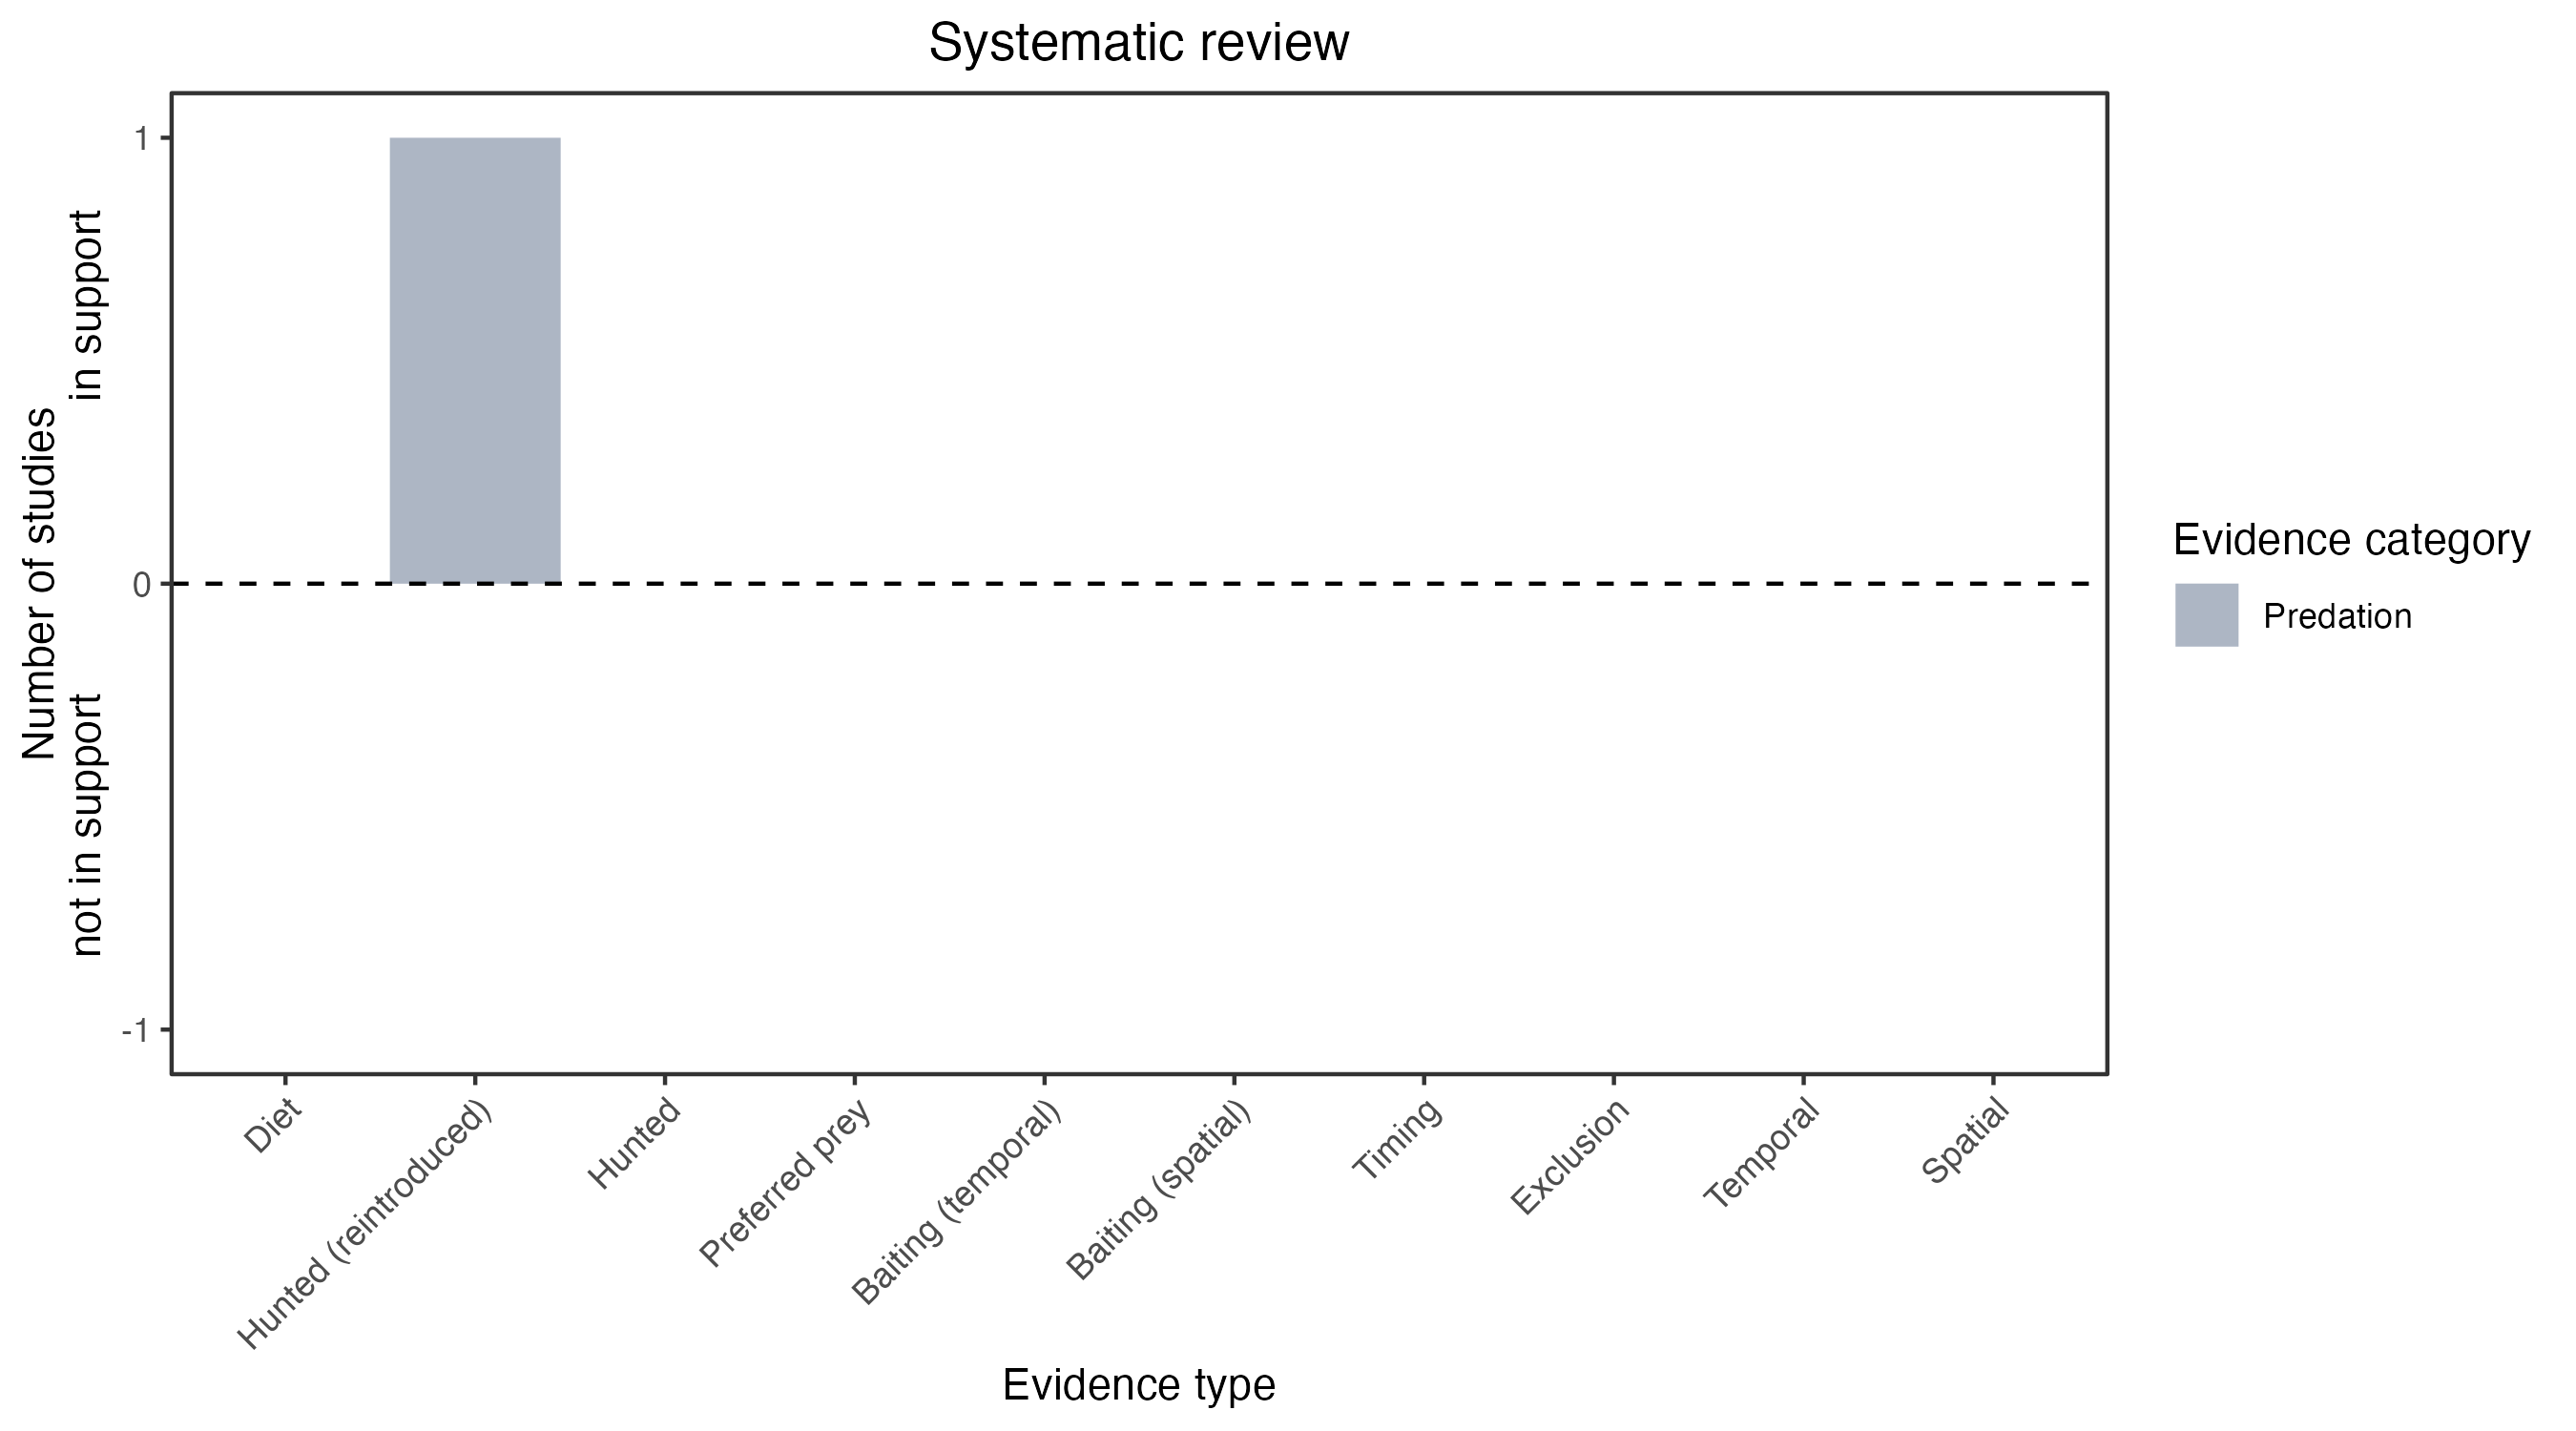 Systematic review
Number of studies
in support
not in support
1
0
-1
Diet
Hunted (reintroduced)
Hunted
Preferred prey
Baiting (temporal)
Baiting (spatial)
Timing
Exclusion
Temporal
Spatial
Evidence type
Evidence category
Predation